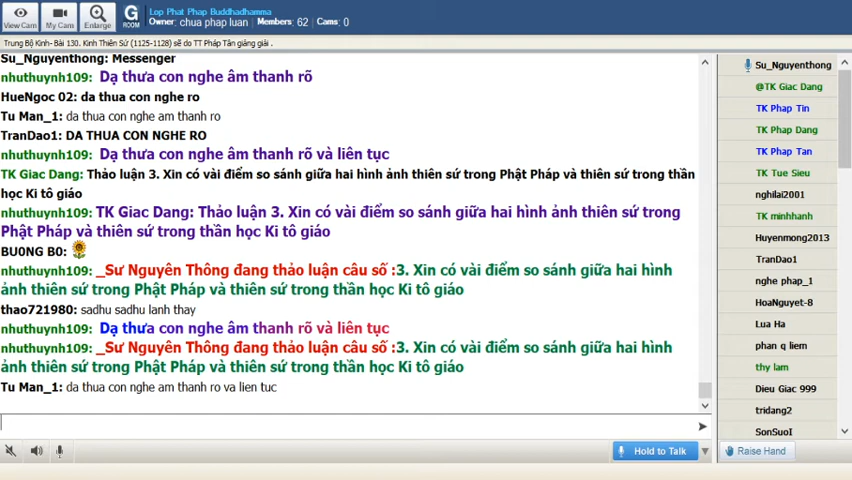 View Cam
My Cam
Enlarge
G
ROOM
Lop Phat Phap Buddhadhamma
Owner: chua phap luan Members: 62 Cams: 0
Trung Bộ Kinh- Bài 130. Kinh Thiên Sứ (1125-1128) sẽ do TT Pháp Tân giảng giải .
Su_Nguyenthong: Messenger
nhuthuynh109: Dạ thưa con nghe âm thanh rõ
HueNgoc 02: da thua con nghe ro
Tu Man_1: da thua con nghe am thanh ro
TranDao1: DA THUA CON NGHE RO
nhuthuynh109: Dạ thưa con nghe âm thanh rõ và liên tục
TK Giac Dang: Thảo luận 3. Xin có vài điểm so sánh giữa hai hình ảnh thiên sứ trong Phật Pháp và thiên sứ trong thần
học Ki tô giáo
nhuthuynh109: TK Giac Dang: Thảo luận 3. Xin có vài điểm so sánh giữa hai hình ảnh thiên sứ trong
Phật Pháp và thiên sứ trong thần học Ki tô giáo
BU0NG B0:
nhuthuynh109: _Sư Nguyên Thông đang thảo luận câu số :3. Xin có vài điểm so sánh giữa hai hình
ảnh thiên sứ trong Phật Pháp và thiên sứ trong thần học Ki tô giáo
thao721980: sadhu sadhu lanh thay
nhuthuynh109: Dạ thưa con nghe âm thanh rõ và liên tục
nhuthuynh109: _Sư Nguyên Thông đang thảo luận câu số :3. Xin có vài điểm so sánh giữa hai hình
ảnh thiên sứ trong Phật Pháp và thiên sứ trong thần học Ki tô giáo
Tu Man_1: da thua con nghe am thanh ro va lien tuc
Hold to Talk
Su_Nguyenthong
@TK Giac Dang
TK Phap Tin
TK Phap Dang
TK Phap Tan
TK Tue Sieu
nghilai2001
TK minhhanh
Huyenmong2013
TranDao1
nghe phap_1
HoaNguyet-8
Lua Ha
phan q liem
thy lam
Dieu Giac 999
tridang2
SonSuoI
Raise Hand